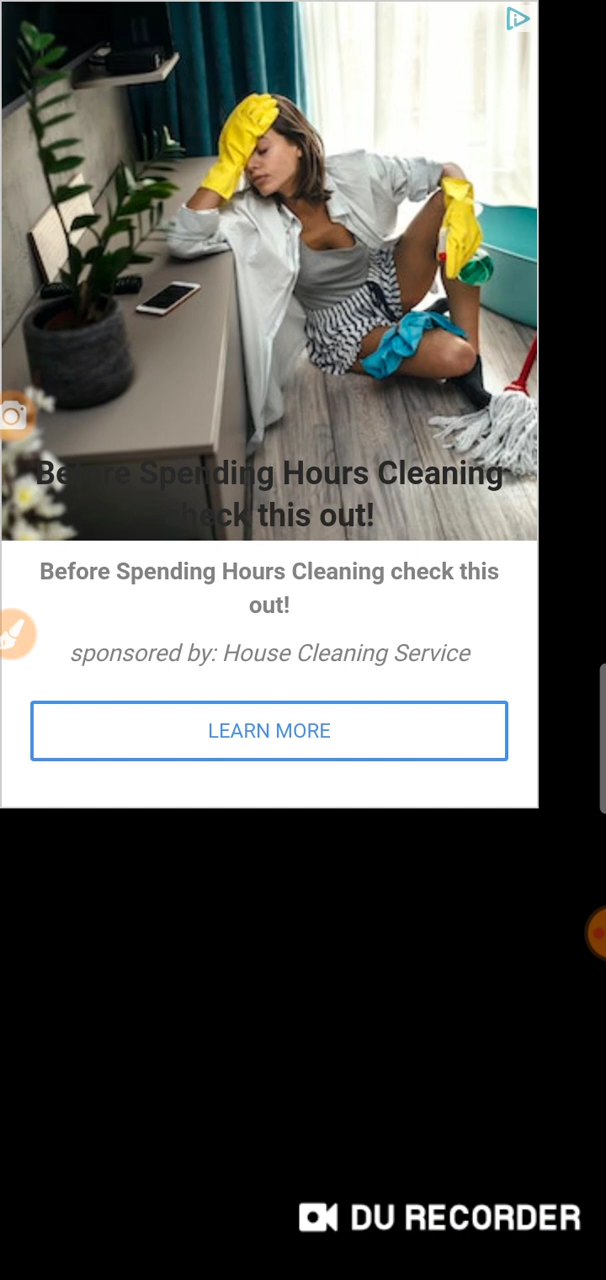 Before Spending Hours Cleaning
check this out!
Before Spending Hours Cleaning check this
out!
sponsored by: House Cleaning Service
LEARN MORE
DU RECORDER